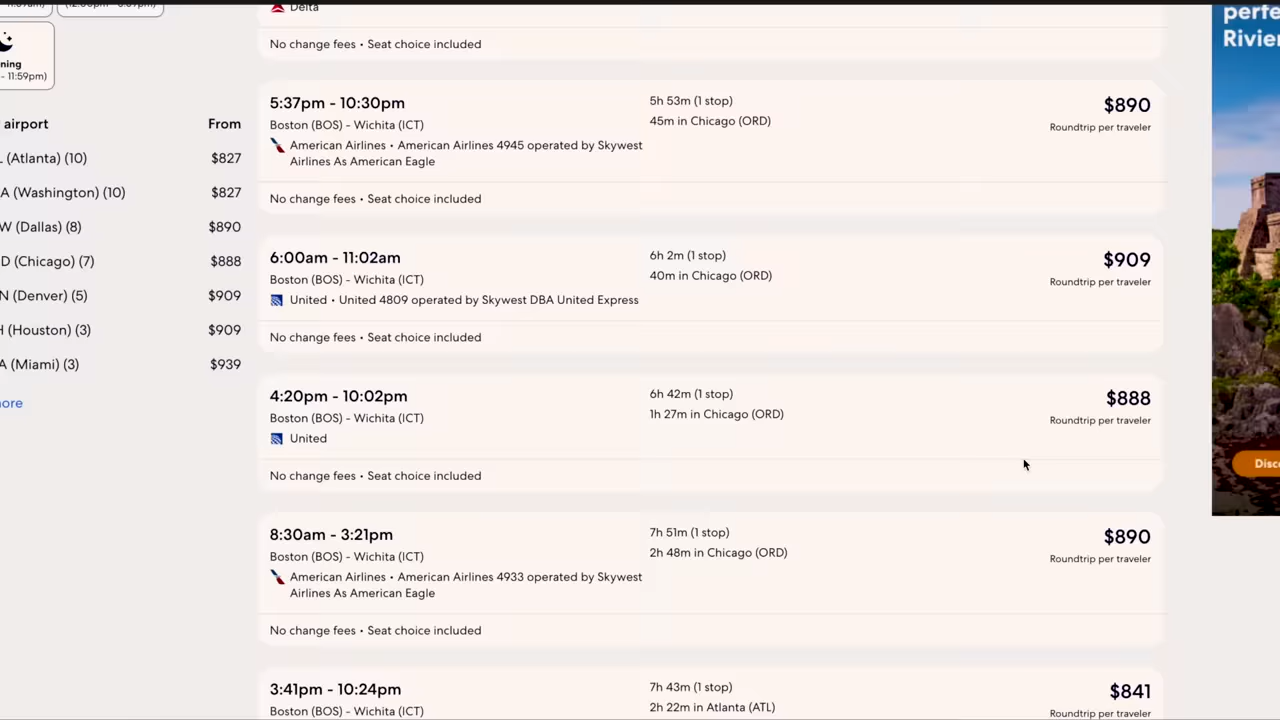 Delta
No change fees • Seat choice included
ning
- 11:59pm)
airport From
(Atlanta) (10) $827
A (Washington) (10) $827
W (Dallas) (8) $890
D (Chicago) (7) $888
N (Denver) (5) $909
H (Houston) (3) $909
A (Miami) (3) $939
ore
5:37pm - 10:30pm
Boston (BOS) - Wichita (ICT)
American Airlines • American Airlines 4945 operated by Skywest
Airlines As American Eagle
5h 53m (1 stop)
45m in Chicago (ORD)
$890
Roundtrip per traveler
No change fees • Seat choice included
6:00am - 11:02am
Boston (BOS) - Wichita (ICT)
United • United 4809 operated by Skywest DBA United Express
6h 2m (1 stop)
40m in Chicago (ORD)
$909
Roundtrip per traveler
No change fees • Seat choice included
4:20pm - 10:02pm
Boston (BOS) - Wichita (ICT)
United
6h 42m (1 stop)
1h 27m in Chicago (ORD)
$888
Roundtrip per traveler
No change fees • Seat choice included
8:30am - 3:21pm
Boston (BOS) - Wichita (ICT)
American Airlines • American Airlines 4933 operated by Skywest
Airlines As American Eagle
7h 51m (1 stop)
2h 48m in Chicago (ORD)
$890
Roundtrip per traveler
No change fees • Seat choice included
3:41pm - 10:24pm
Boston (BOS) - Wichita (ICT)
7h 43m (1 stop)
2h 22m in Atlanta (ATL)
$841
Roundtrip per traveler
perfe
Rivier
Disc